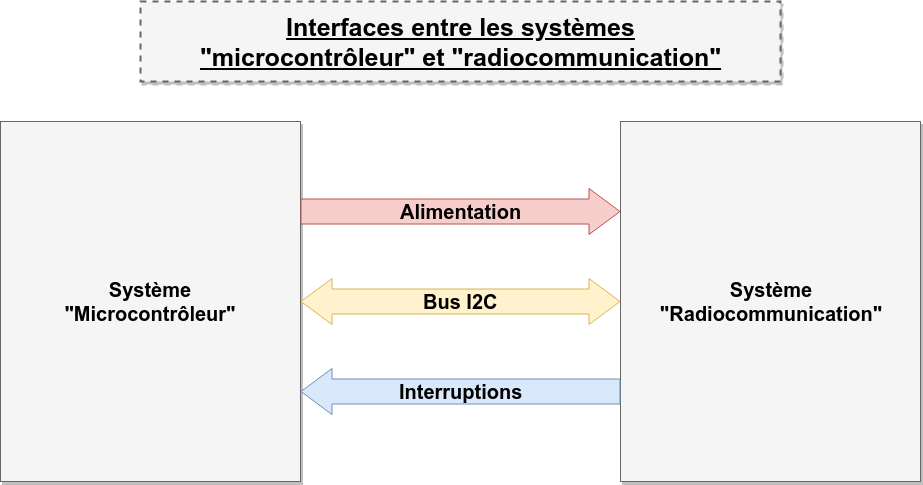 Interfaces entre les systèmes
"microcontrôleur" et "radiocommunication"
Alimentation
Système
"Microcontrôleur"
Bus I2C
Système
"Radiocommunication"
Interruptions